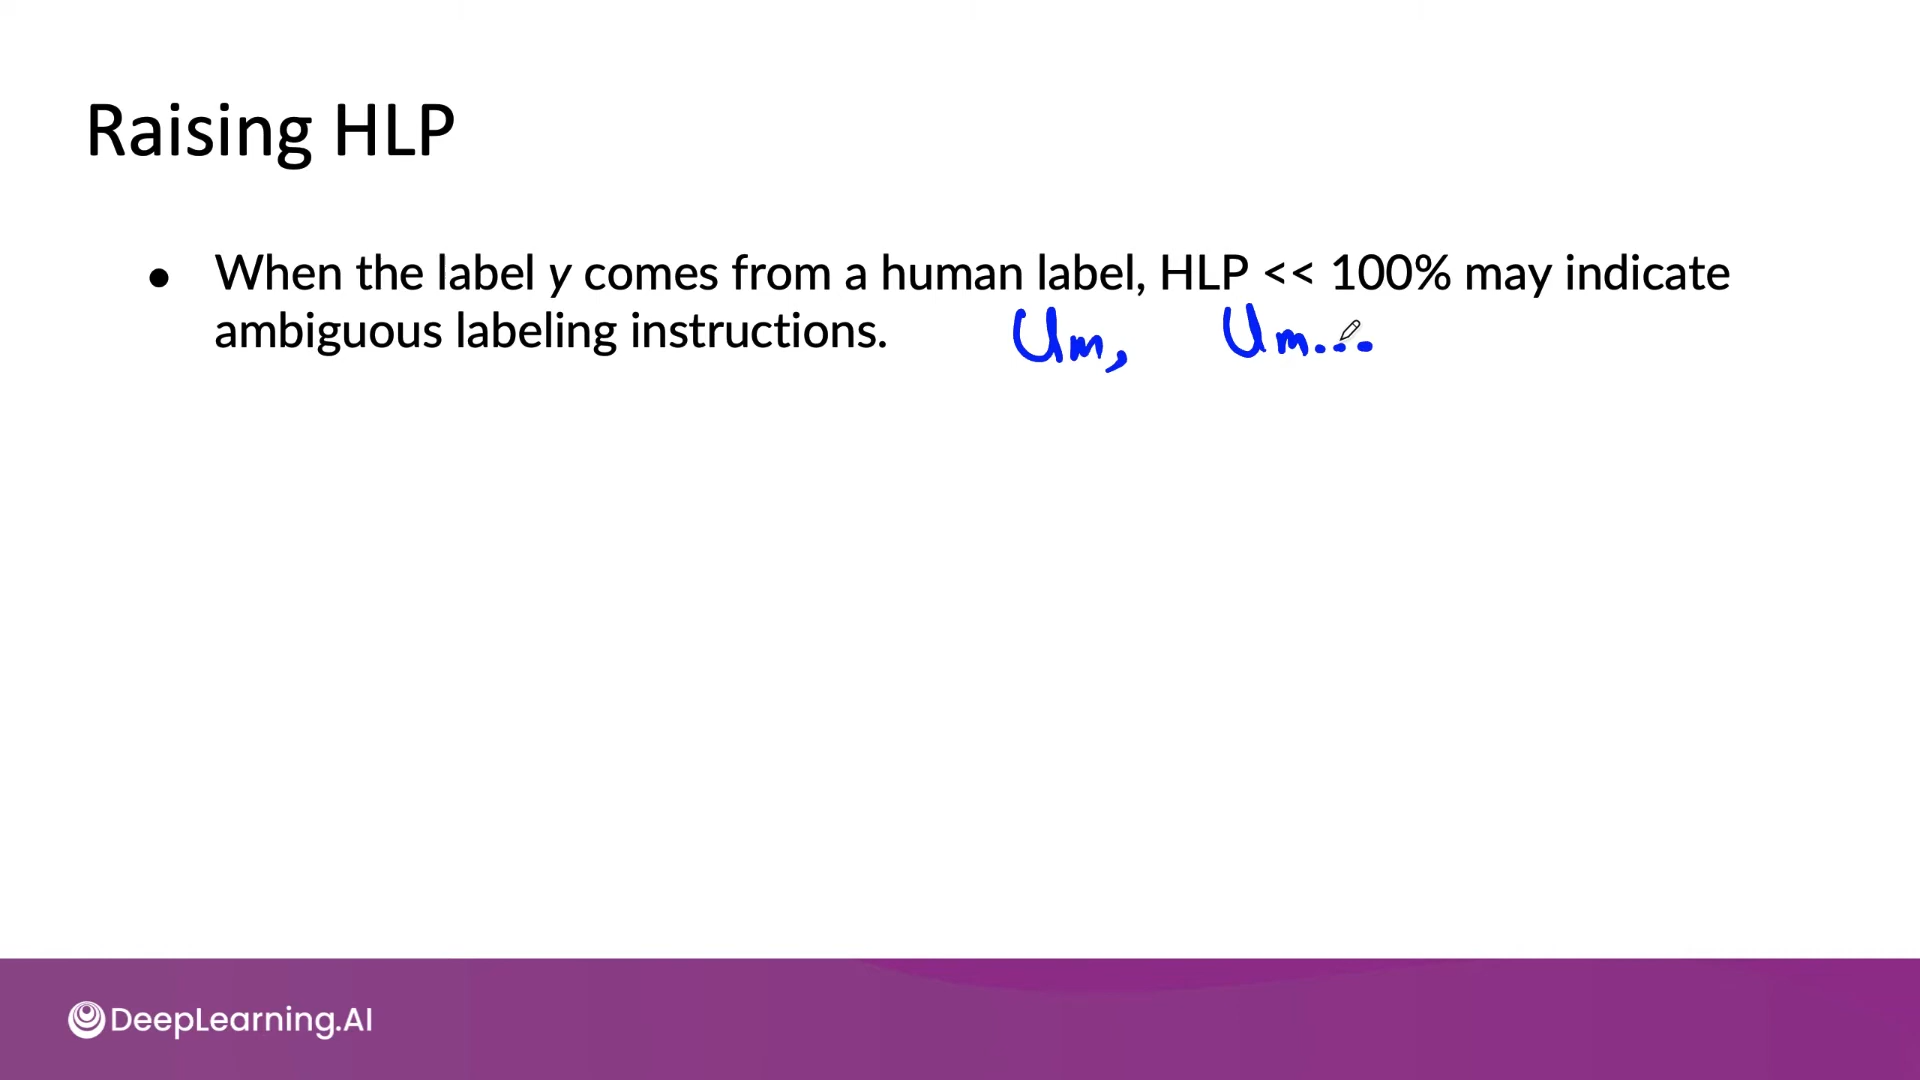 Raising HLP
● When the label y comes from a human label, HLP << 100% may indicate
ambiguous labeling instructions. Um, Um...
DeepLearning.AI